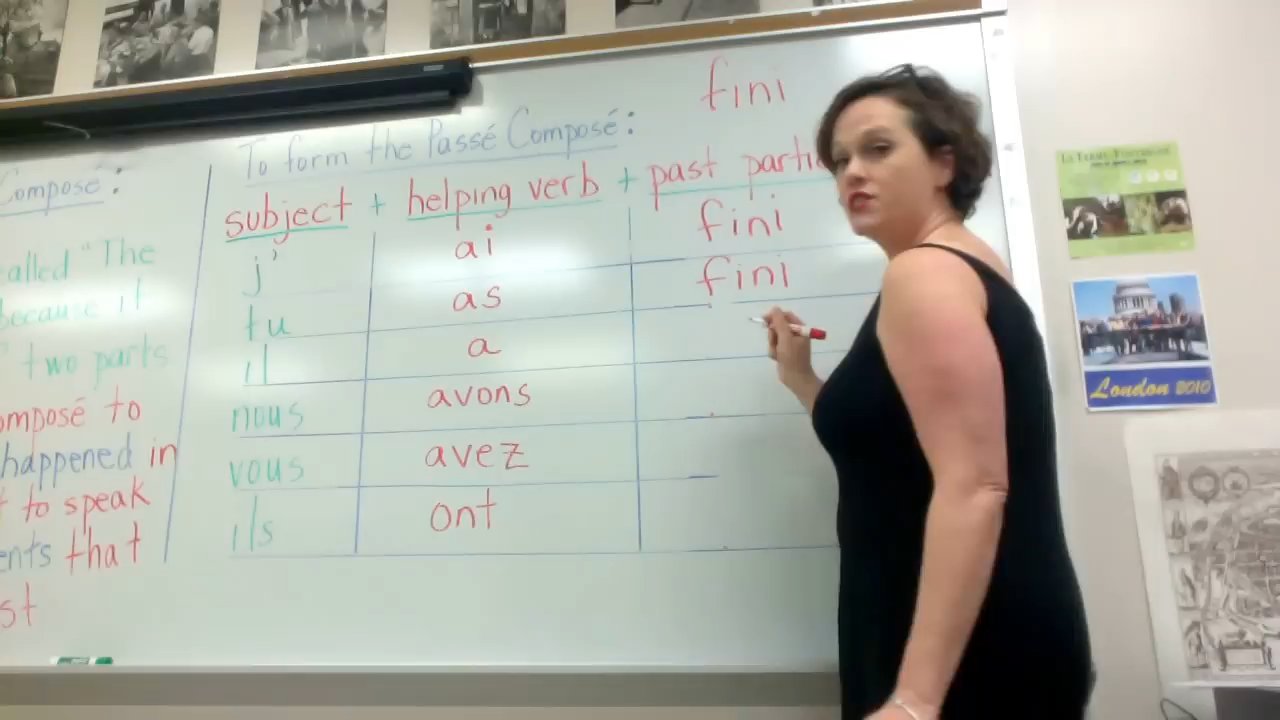 Composé:
called "The
because it
two parts
omposé to
happened in
to speak
ents that
st
fini
To form the Passé Composé:
subject + helping verb + past parti
j' ai fini
tu as fini
il a
nous avons
vous avez
ils ont
London 2010